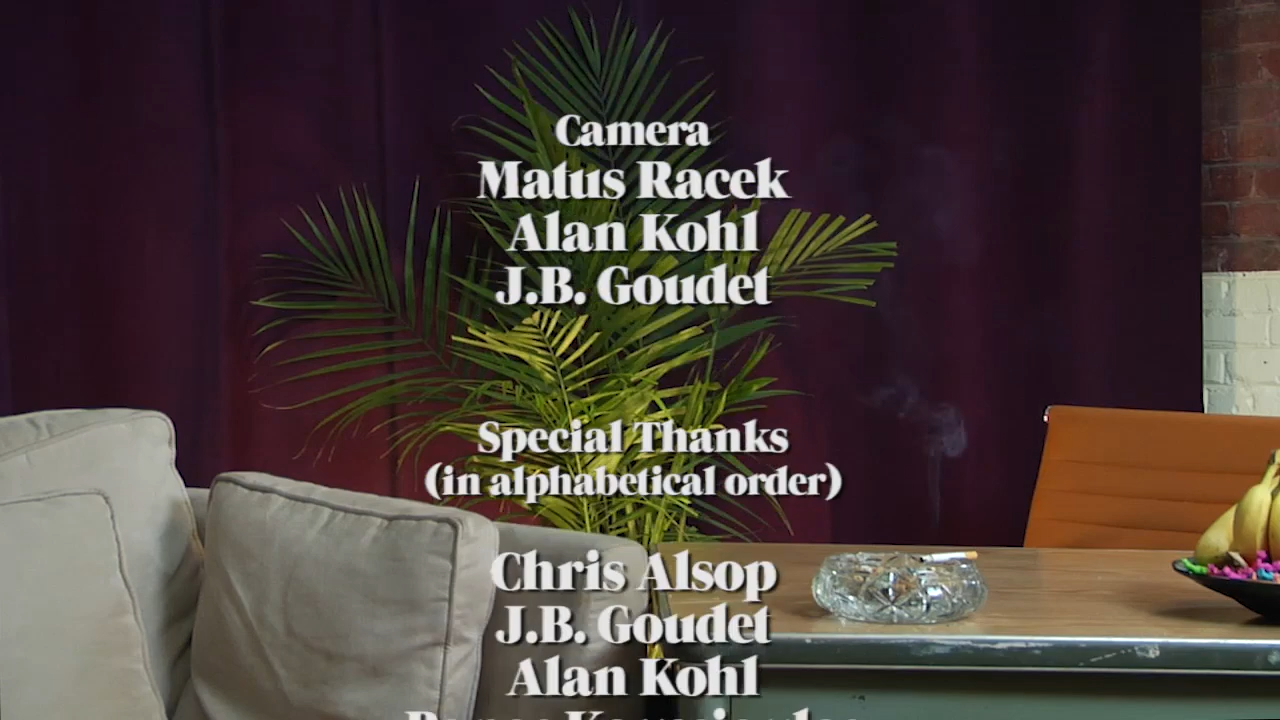 Camera
Matus Racek
Alan Kohl
J.B. Goudet
Special Thanks
(in alphabetical order)
Chris Alsop
J.B. Goudet
Alan Kohl